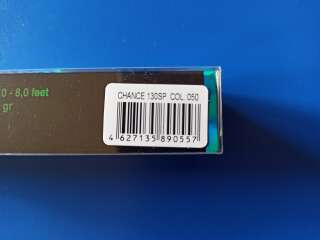 0 - 8,0 feet
gr
CHANCE 130SP COL. 050
4 627135 890557